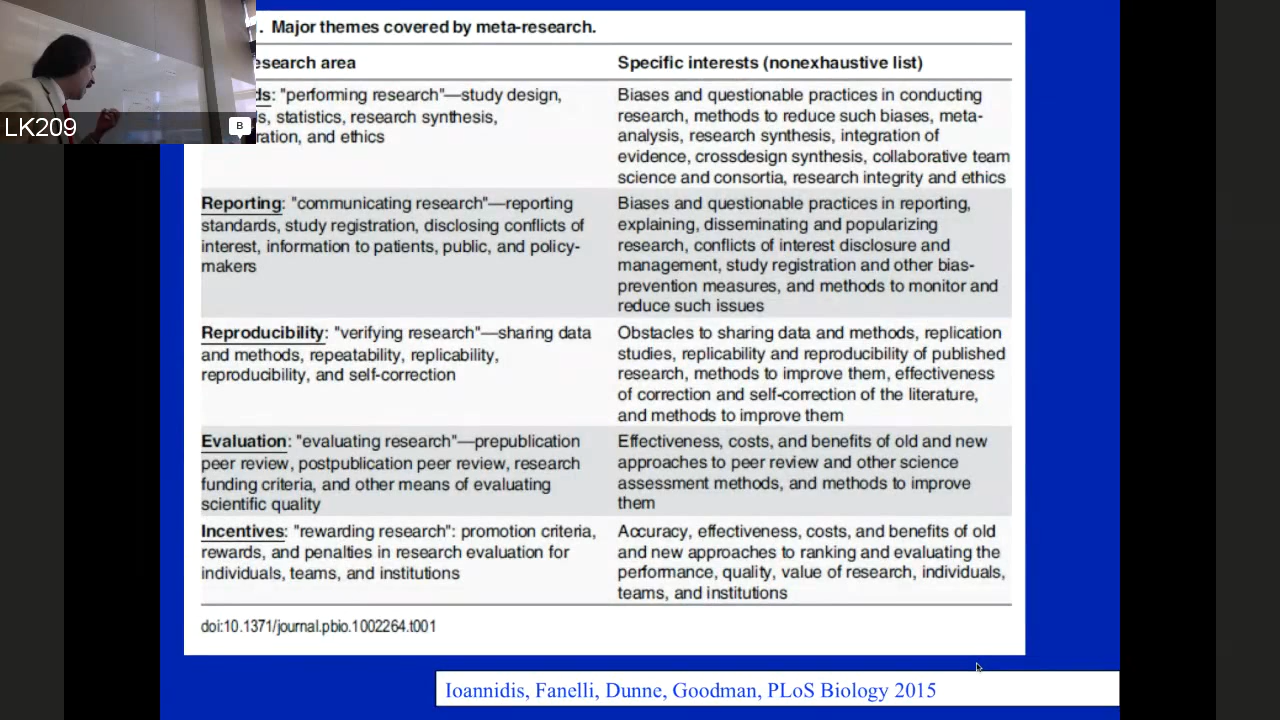 . Major themes covered by meta-research.
esearch area
Specific interests (nonexhaustive list)
ds: "performing research"—study design,
s, statistics, research synthesis,
ration, and ethics
Biases and questionable practices in conducting
research, methods to reduce such biases, meta-
analysis, research synthesis, integration of
evidence, crossdesign synthesis, collaborative team
science and consortia, research integrity and ethics
Reporting: "communicating research"—reporting
standards, study registration, disclosing conflicts of
interest, information to patients, public, and policy-
makers
Biases and questionable practices in reporting,
explaining, disseminating and popularizing
research, conflicts of interest disclosure and
management, study registration and other bias-
prevention measures, and methods to monitor and
reduce such issues
Reproducibility: "verifying research"—sharing data
and methods, repeatability, replicability,
reproducibility, and self-correction
Obstacles to sharing data and methods, replication
studies, replicability and reproducibility of published
research, methods to improve them, effectiveness
of correction and self-correction of the literature,
and methods to improve them
Evaluation: "evaluating research"—prepublication
peer review, postpublication peer review, research
funding criteria, and other means of evaluating
scientific quality
Effectiveness, costs, and benefits of old and new
approaches to peer review and other science
assessment methods, and methods to improve
them
Incentives: "rewarding research": promotion criteria,
rewards, and penalties in research evaluation for
individuals, teams, and institutions
Accuracy, effectiveness, costs, and benefits of old
and new approaches to ranking and evaluating the
performance, quality, value of research, individuals,
teams, and institutions
doi:10.1371/journal.pbio.1002264.t001
Ioannidis, Fanelli, Dunne, Goodman, PLoS Biology 2015
LK209
B